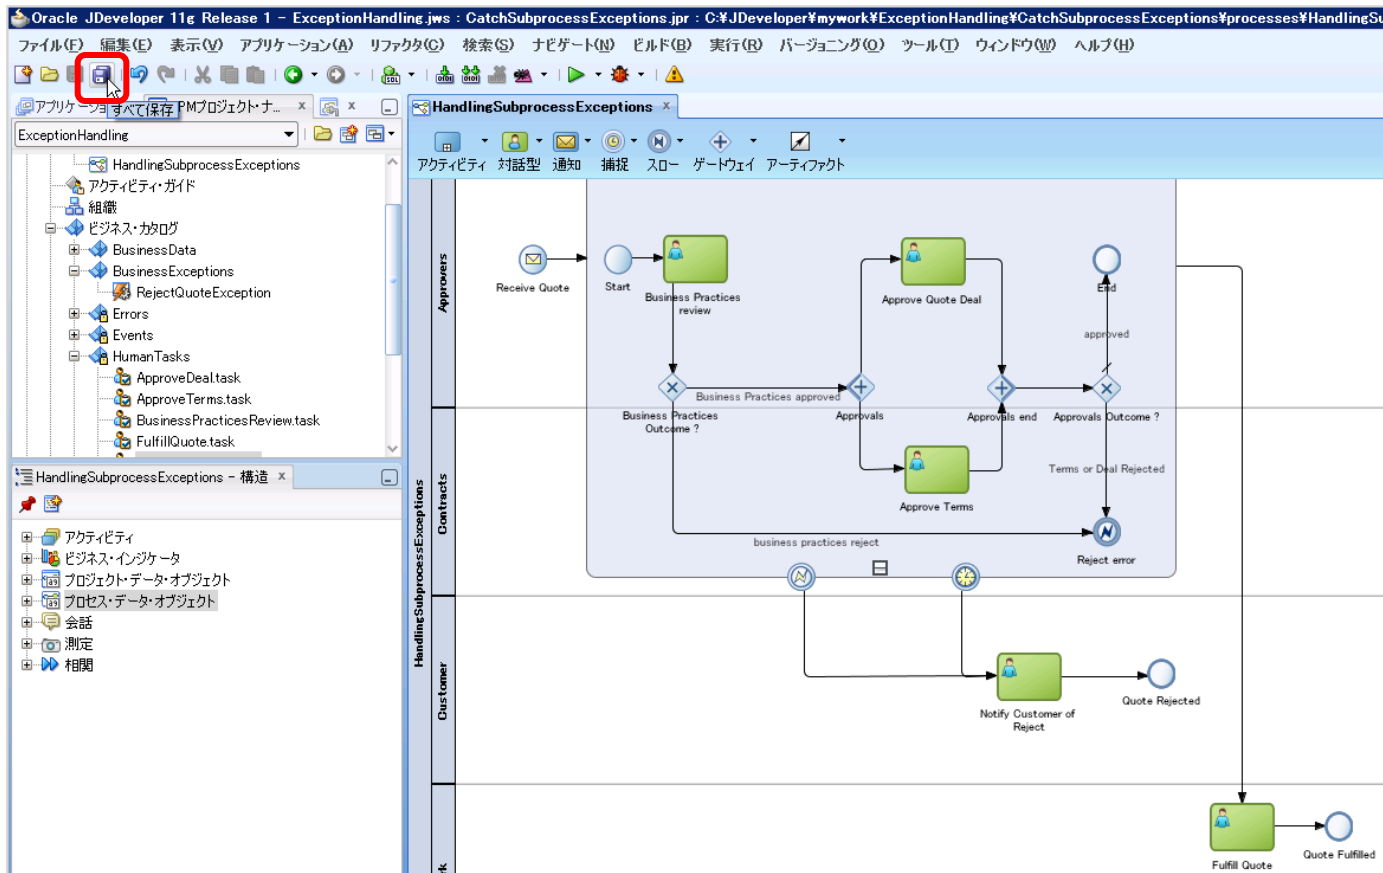 Oracle JDeveloper 11g Release 1 - ExceptionHandling.jws : CatchSubprocessExceptions.jpr : C:¥JDeveloper¥mywork¥ExceptionHandling¥CatchSubprocessExceptions¥processes¥HandlingSu
ファイル(F) 編集(E) 表示(V) アプリケーション(A) リファクタ(C) 検索(S) ナビゲート(N) ビルド(B) 実行(R) バージョニング(O) ツール(T) ウィンドウ(W) ヘルプ(H)
アプリケーショ PMプロジェクト・ナ... x x
すべて保存
HandlingSubprocessExceptions x
ExceptionHandling
アクティビティ 対話型 通知 捕捉 スロー ゲートウェイ アーティファクト
HandlingSubprocessExceptions
アクティビティ・ガイド
組織
ビジネス・カタログ
BusinessData
BusinessExceptions
RejectQuoteException
Errors
Events
HumanTasks
ApproveDeal.task
ApproveTerms.task
BusinessPracticesReview.task
FulfillQuote.task
HandlingSubprocessExceptions - 構造 x
アクティビティ
ビジネス・インジケータ
プロジェクト・データ・オブジェクト
プロセス・データ・オブジェクト
会話
測定
相関
HandlingSubprocessExceptions
Approvers
Receive Quote
Start
Business Practices
review
Approve Quote Deal
End
approved
Business Practices approved
Business Practices
Outcome ?
Approvals
Approvals end
Approvals Outcome ?
Contracts
Terms or Deal Rejected
Approve Terms
business practices reject
Reject error
Customer
Notify Customer of
Reject
Quote Rejected
rk
Fulfill Quote
Quote Fulfilled